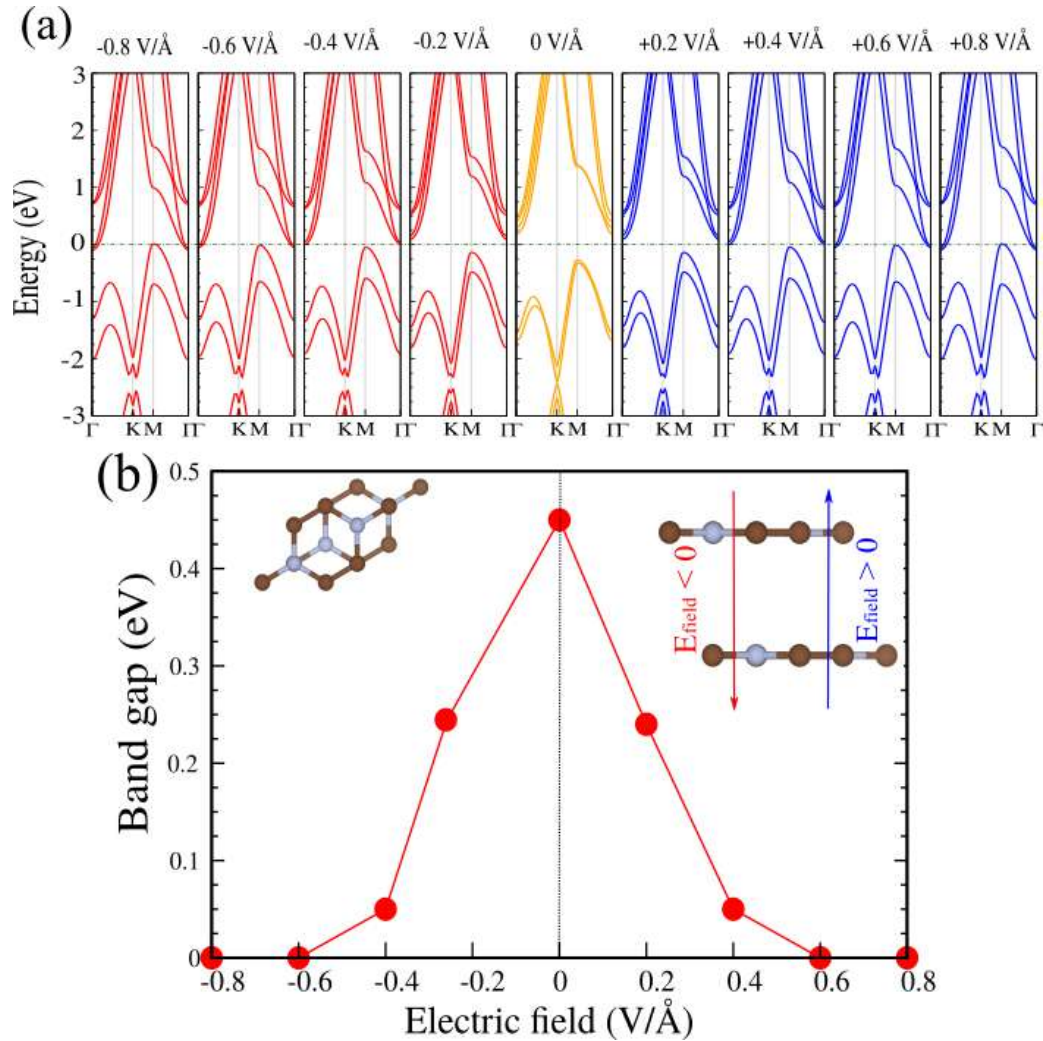 (a)
-0.8 V/Å -0.6 V/Å -0.4 V/Å -0.2 V/Å 0 V/Å +0.2 V/Å +0.4 V/Å +0.6 V/Å +0.8 V/Å
3
2
1
0
-1
-2
-3
Energy (eV)
Γ K M Γ Γ K M Γ Γ K M Γ Γ K M Γ Γ K M Γ Γ K M Γ Γ K M Γ Γ K M Γ Γ K M Γ
(b)
0.5
0.4
0.3
0.2
0.1
0
Band gap (eV)
Efield < 0
Efield > 0
-0.8 -0.6 -0.4 -0.2 0 0.2 0.4 0.6 0.8
Electric field (V/Å)